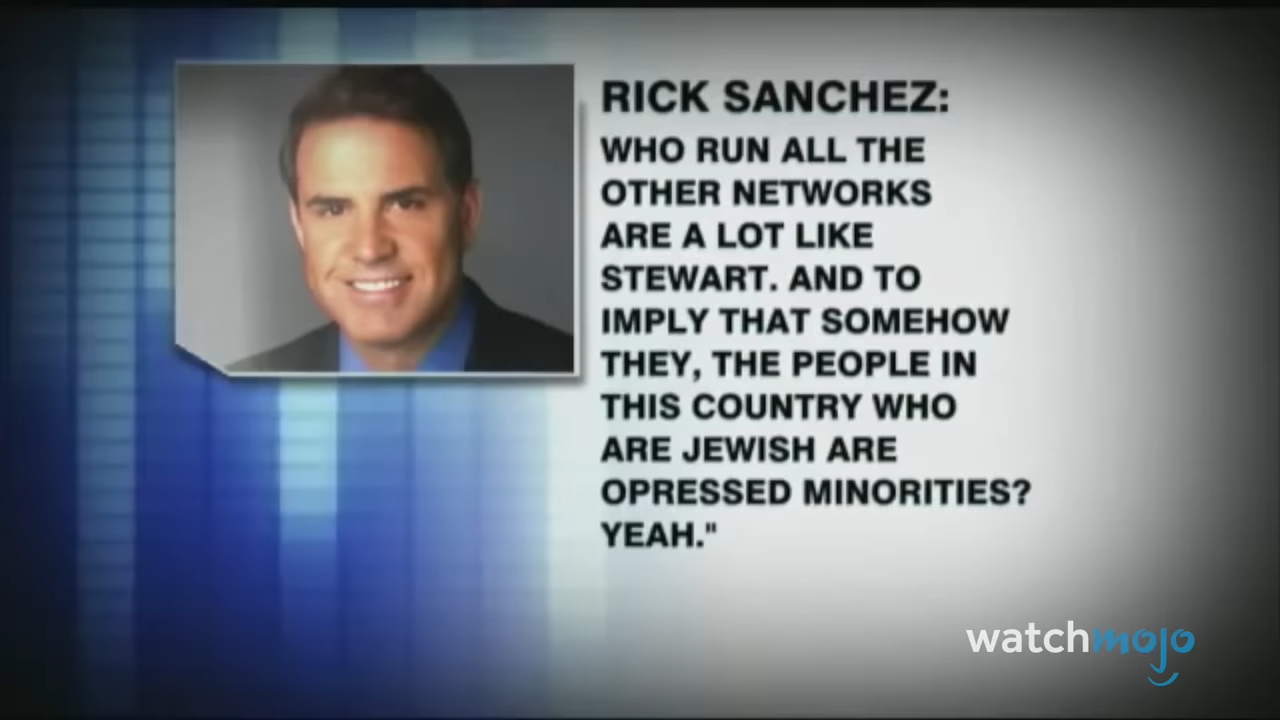 RICK SANCHEZ:
WHO RUN ALL THE
OTHER NETWORKS
ARE A LOT LIKE
STEWART. AND TO
IMPLY THAT SOMEHOW
THEY, THE PEOPLE IN
THIS COUNTRY WHO
ARE JEWISH ARE
OPRESSED MINORITIES?
YEAH."
watchmojo